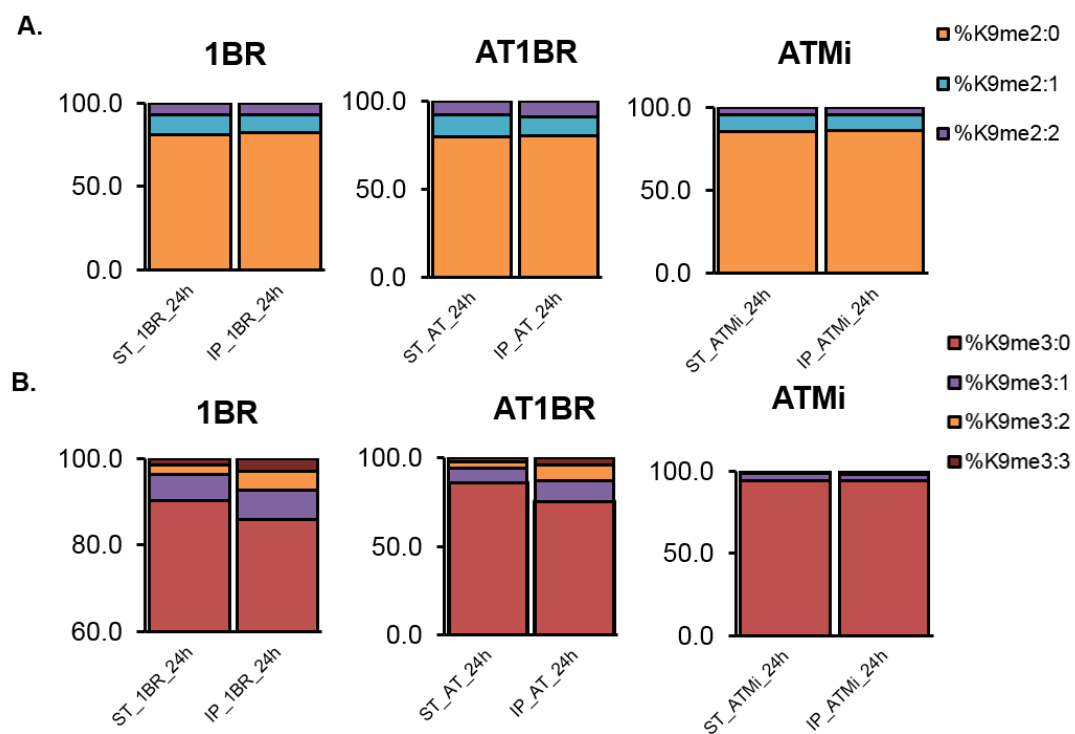 A.
1BR
AT1BR
ATMi
%K9me2:0
%K9me2:1
%K9me2:2
100.0
50.0
0.0
ST_1BR_24h
IP_1BR_24h
100.0
50.0
0.0
ST_AT_24h
IP_AT_24h
100.0
50.0
0.0
ST_ATMi_24h
IP_ATMi_24h
B.
1BR
AT1BR
ATMi
%K9me3:0
%K9me3:1
%K9me3:2
%K9me3:3
100.0
80.0
60.0
ST_1BR_24h
IP_1BR_24h
100.0
50.0
0.0
ST_AT_24h
IP_AT_24h
100.0
50.0
0.0
ST_ATMi_24h
IP_ATMi_24h